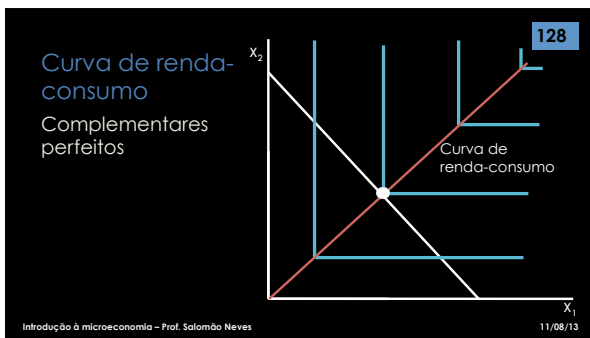 128
Curva de renda-
consumo
Complementares
perfeitos
X2
Curva de
renda-consumo
X1
Introdução à microeconomia – Prof. Salomão Neves
11/08/13